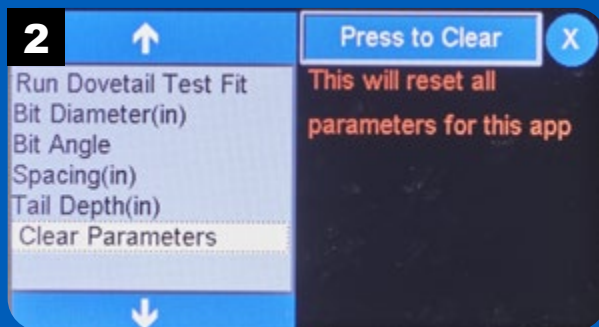 2
Run Dovetail Test Fit
Bit Diameter(in)
Bit Angle
Spacing(in)
Tail Depth(in)
Clear Parameters
Press to Clear
X
This will reset all
parameters for this app